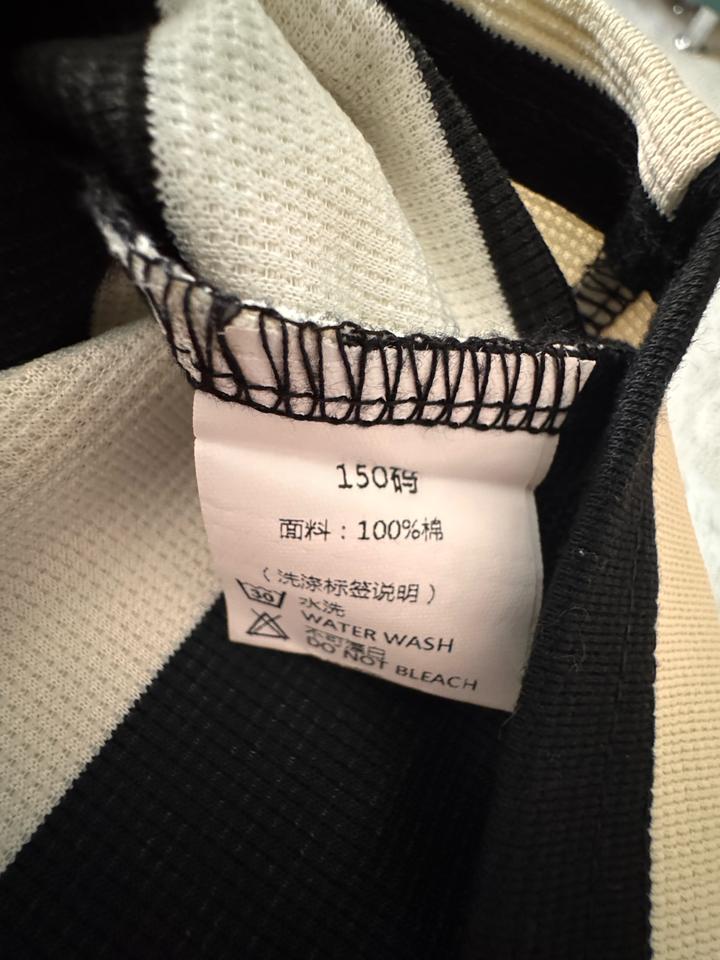 150码
面料：100%棉
（洗涤标签说明）
30
水洗
WATER WASH
不可漂白
DO NOT BLEACH